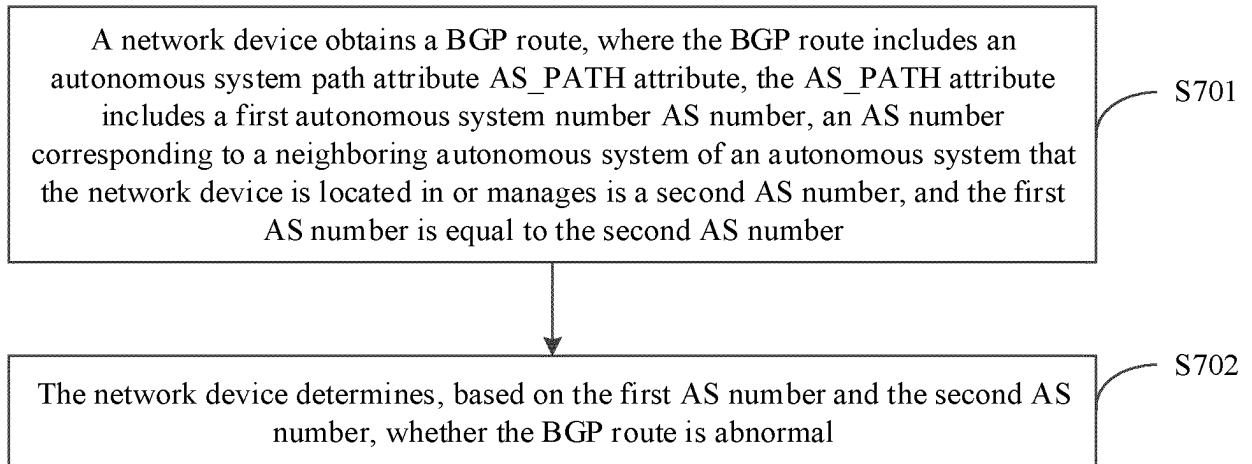 A network device obtains a BGP route, where the BGP route includes an
autonomous system path attribute AS_PATH attribute, the AS_PATH attribute
includes a first autonomous system number AS number, an AS number
corresponding to a neighboring autonomous system of an autonomous system that
the network device is located in or manages is a second AS number, and the first
AS number is equal to the second AS number
S701
The network device determines, based on the first AS number and the second AS
number, whether the BGP route is abnormal
S702